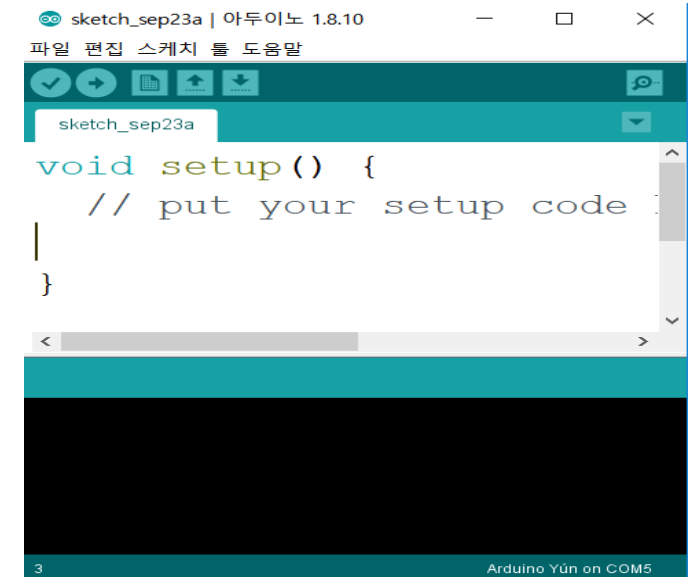 sketch_sep23a | 아두이노 1.8.10
파일 편집 스케치 툴 도움말
sketch_sep23a
void setup() {
// put your setup code
}
3
Arduino Yún on COM5